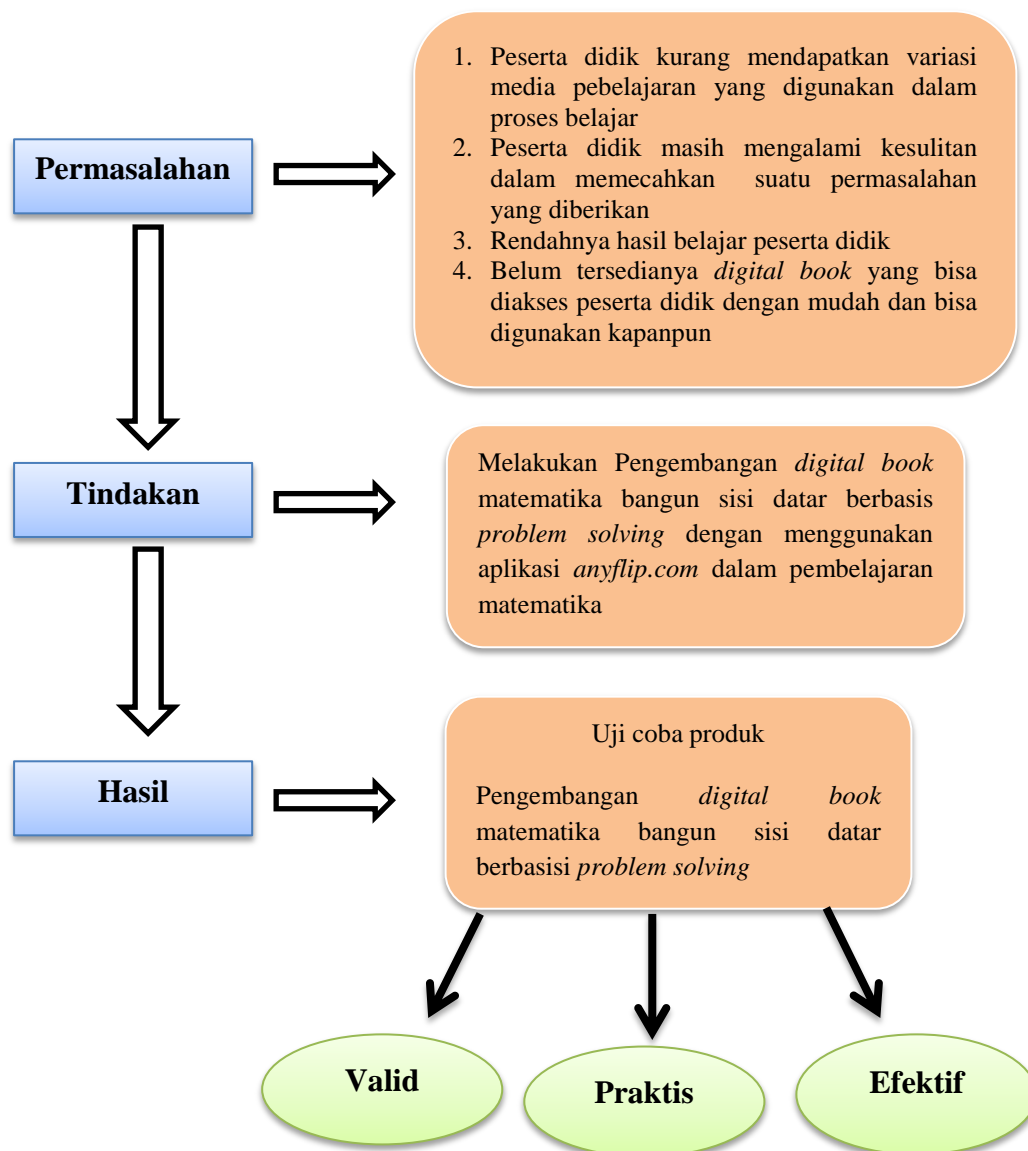 Permasalahan
1. Peserta didik kurang mendapatkan variasi
media pebelajaran yang digunakan dalam
proses belajar
2. Peserta didik masih mengalami kesulitan
dalam memecahkan suatu permasalahan
yang diberikan
3. Rendahnya hasil belajar peserta didik
4. Belum tersedianya digital book yang bisa
diakses peserta didik dengan mudah dan bisa
digunakan kapanpun
Tindakan
Melakukan Pengembangan digital book
matematika bangun sisi datar berbasis
problem solving dengan menggunakan
aplikasi anyflip.com dalam pembelajaran
matematika
Hasil
Uji coba produk
Pengembangan digital book
matematika bangun sisi datar
berbasisi problem solving
Valid
Praktis
Efektif